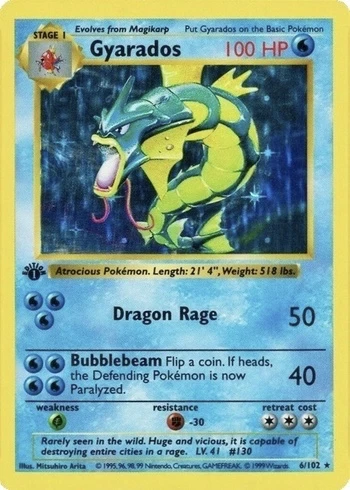 STAGE 1
Evolves from Magikarp
Put Gyarados on the Basic Pokémon
Gyarados
100 HP
Atrocious Pokémon. Length: 21' 4", Weight: 518 lbs.
EDITION
1
Dragon Rage
50
Bubblebeam Flip a coin. If heads,
the Defending Pokémon is now
Paralyzed.
40
weakness
resistance
retreat cost
-30
Rarely seen in the wild. Huge and vicious, it is capable of
destroying entire cities in a rage. LV. 41 #130
Illus. Mitsuhiro Arita
© 1995, 96, 98, 99 Nintendo, Creatures, GAMEFREAK. © 1999 Wizards.
6/102 ★